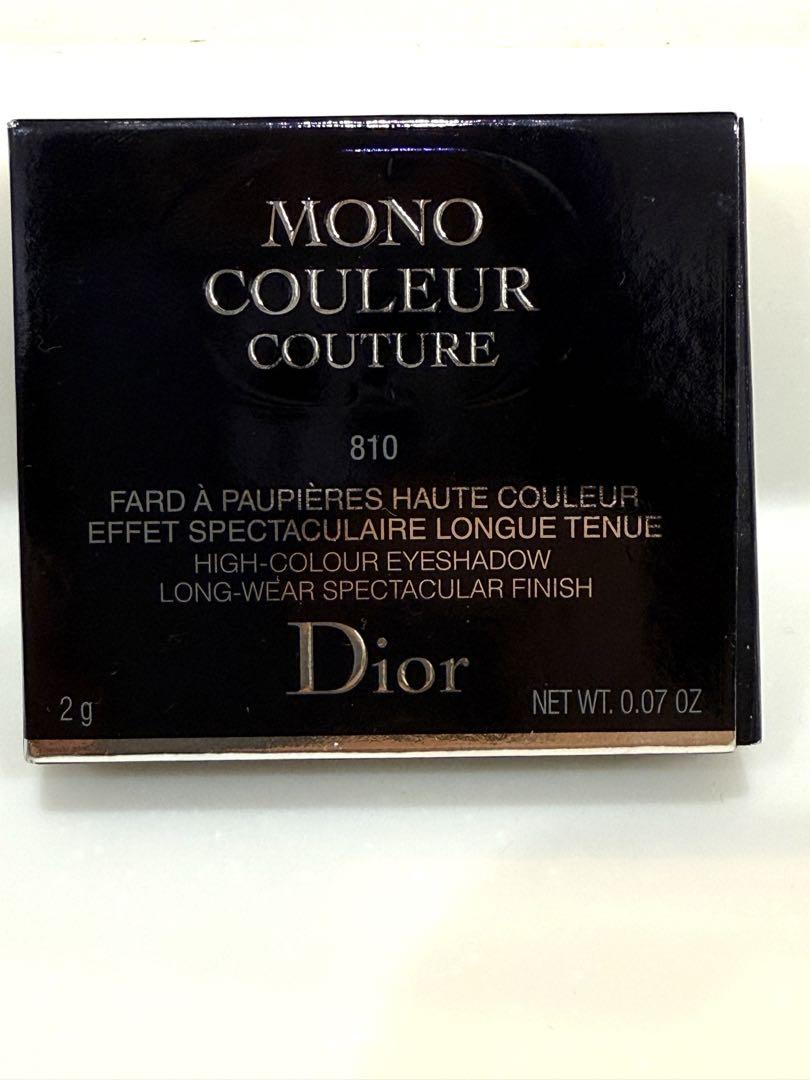 MONO
COULEUR
COUTURE
810
FARD À PAUPIÈRES HAUTE COULEUR
EFFET SPECTACULAIRE LONGUE TENUE
HIGH-COLOUR EYESHADOW
LONG-WEAR SPECTACULAR FINISH
Dior
2 g NET WT. 0.07 OZ